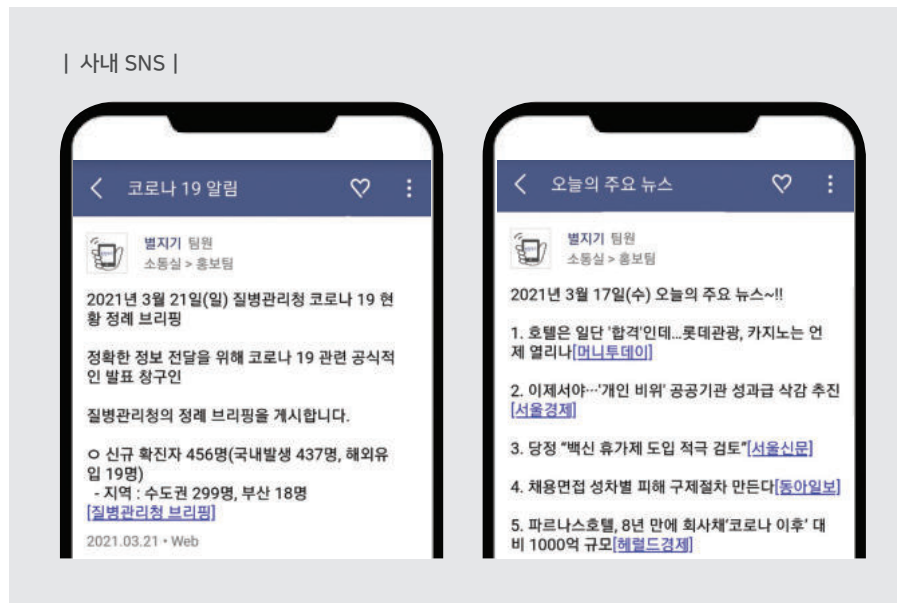 | 사내 SNS |
코로나 19 알림
별지기 팀원
소통실 > 홍보팀
2021년 3월 21일(일) 질병관리청 코로나 19 현
황 정례 브리핑
정확한 정보 전달을 위해 코로나 19 관련 공식적
인 발표 창구인
질병관리청의 정례 브리핑을 게시합니다.
ㅇ 신규 확진자 456명(국내발생 437명, 해외유
입 19명)
- 지역 : 수도권 299명, 부산 18명
[질병관리청 브리핑]
2021.03.21 • Web
오늘의 주요 뉴스
별지기 팀원
소통실 > 홍보팀
2021년 3월 17일(수) 오늘의 주요 뉴스~!!
1. 호텔은 일단 '합격'인데...롯데관광, 카지노는 언
제 열리나[머니투데이]
2. 이제서야…'개인 비위' 공공기관 성과급 삭감 추진
[서울경제]
3. 당정 “백신 휴가제 도입 적극 검토”[서울신문]
4. 채용면접 성차별 피해 구제절차 만든다[동아일보]
5. 파르나스호텔, 8년 만에 회사채‘코로나 이후’ 대
비 1000억 규모[헤럴드경제]